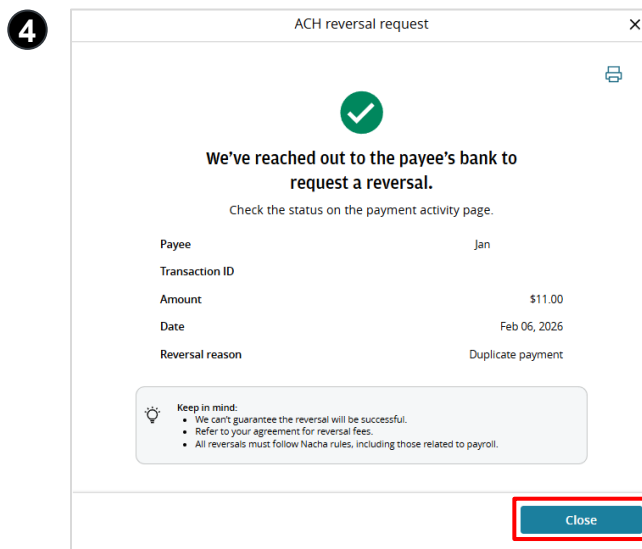 4
ACH reversal request
We've reached out to the payee's bank to
request a reversal.
Check the status on the payment activity page.
Payee Jan
Transaction ID
Amount $11.00
Date Feb 06, 2026
Reversal reason Duplicate payment
Keep in mind:
• We can't guarantee the reversal will be successful.
• Refer to your agreement for reversal fees.
• All reversals must follow Nacha rules, including those related to payroll.
Close